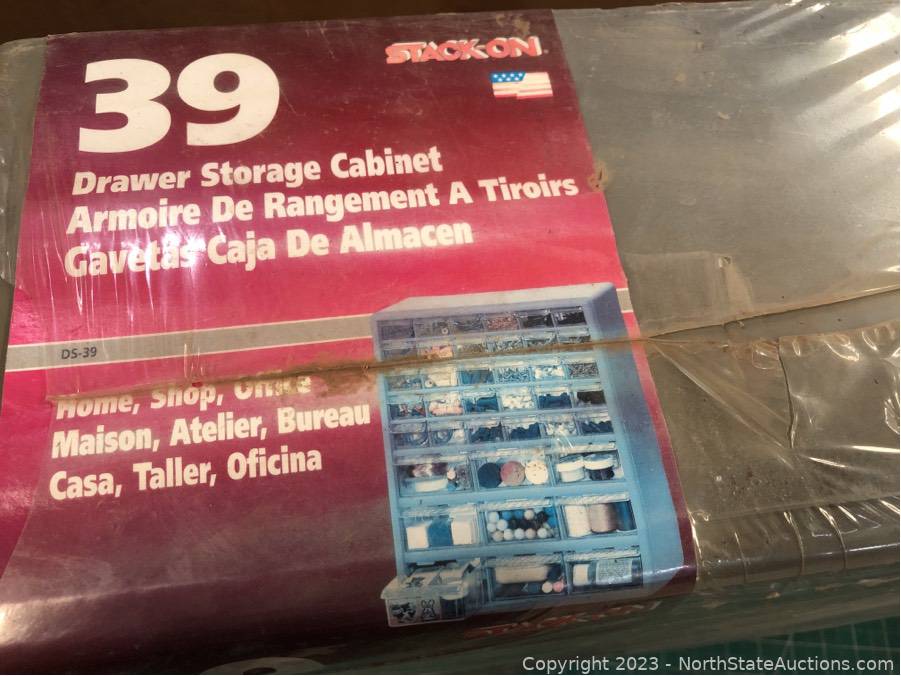 39
STACK-ON
Drawer Storage Cabinet
Armoire De Rangement A Tiroirs
Gavetas Caja De Almacen
DS-39
Home, Shop, Office
Maison, Atelier, Bureau
Casa, Taller, Oficina
Copyright © 2023 - NorthStateAuctions.com